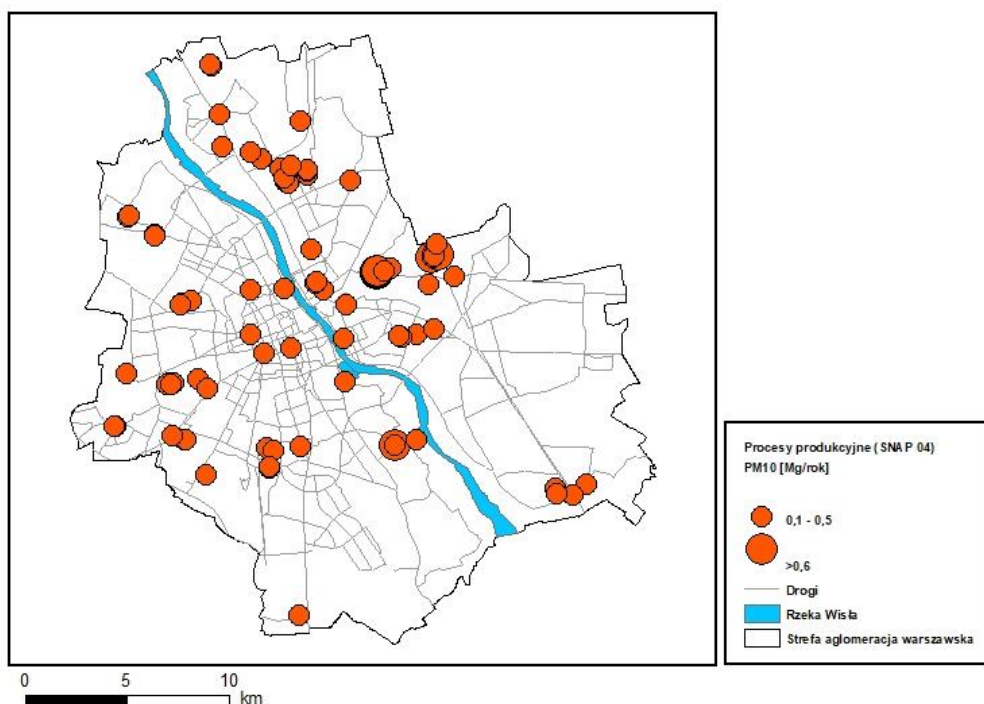 Procesy produkcyjne (SNAP 04)
PM10 [Mg/rok]
0,1 - 0,5
>0,6
Drogi
Rzeka Wisła
Strefa aglomeracja warszawska
0 5 10
km